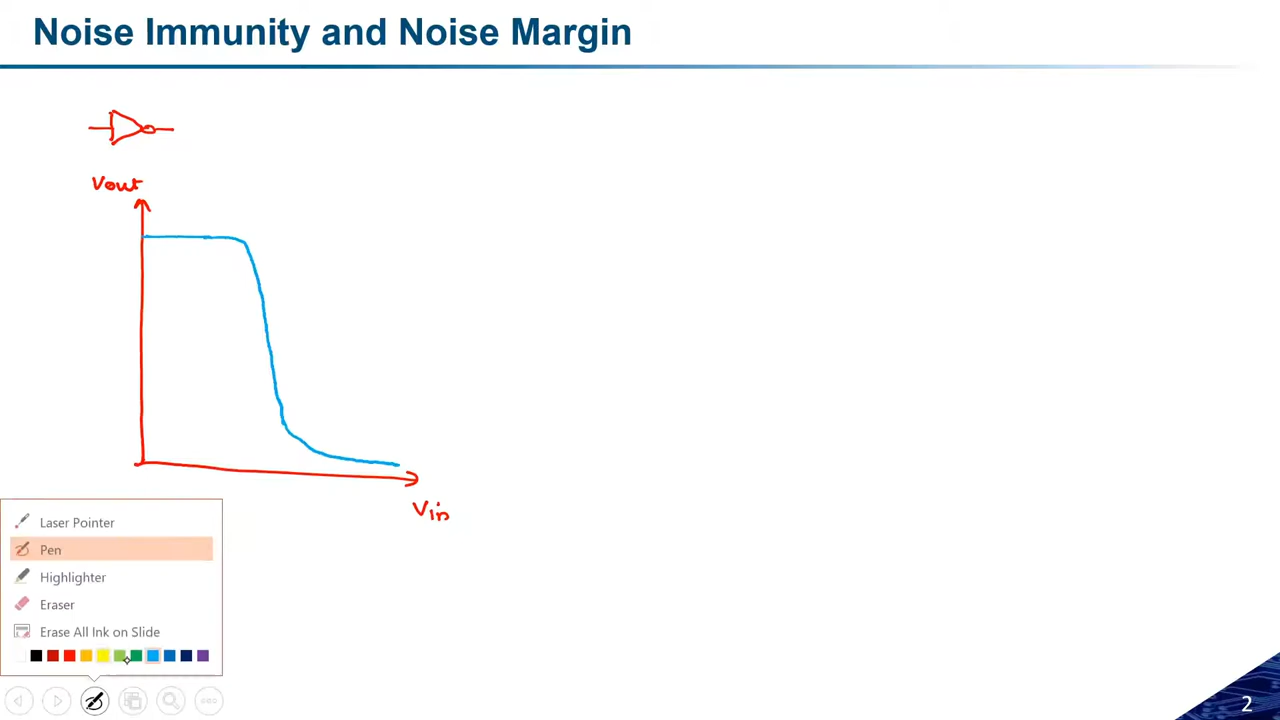 Noise Immunity and Noise Margin
Vout
Vin
Laser Pointer
Pen
Highlighter
Eraser
Erase All Ink on Slide
2